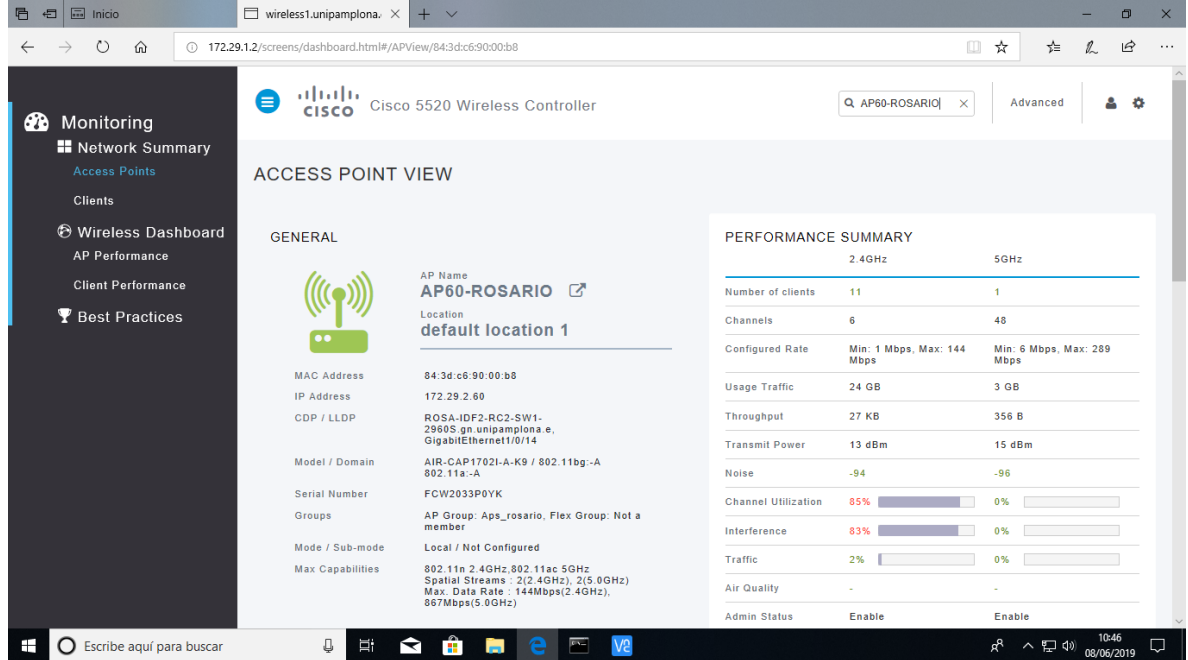 Inicio
wireless1.unipamplona.
172.29.1.2/screens/dashboard.html#/APView/84:3d:c6:90:00:b8
Monitoring
Network Summary
Access Points
Clients
Wireless Dashboard
AP Performance
Client Performance
Best Practices
CISCO Cisco 5520 Wireless Controller
AP60-ROSARIO
Advanced
ACCESS POINT VIEW
GENERAL
AP Name
AP60-ROSARIO
Location
default location 1
MAC Address 84:3d:c6:90:00:b8
IP Address 172.29.2.60
CDP / LLDP ROSA-IDF2-RC2-SW1-
2960S.gn.unipamplona.e,
GigabitEthernet1/0/14
Model / Domain AIR-CAP1702I-A-K9 / 802.11bg:-A
802.11a:-A
Serial Number FCW2033P0YK
Groups AP Group: Aps_rosario, Flex Group: Not a
member
Mode / Sub-mode Local / Not Configured
Max Capabilities 802.11n 2.4GHz,802.11ac 5GHz
Spatial Streams : 2(2.4GHz), 2(5.0GHz)
Max. Data Rate : 144Mbps(2.4GHz),
867Mbps(5.0GHz)
PERFORMANCE SUMMARY
2.4GHz 5GHz
Number of clients 11 1
Channels 6 48
Configured Rate Min: 1 Mbps, Max: 144 Min: 6 Mbps, Max: 289
Mbps Mbps
Usage Traffic 24 GB 3 GB
Throughput 27 KB 356 B
Transmit Power 13 dBm 15 dBm
Noise -94 -96
Channel Utilization 85% 0%
Interference 83% 0%
Traffic 2% 0%
Air Quality - -
Admin Status Enable Enable
Escribe aquí para buscar
10:46
08/06/2019